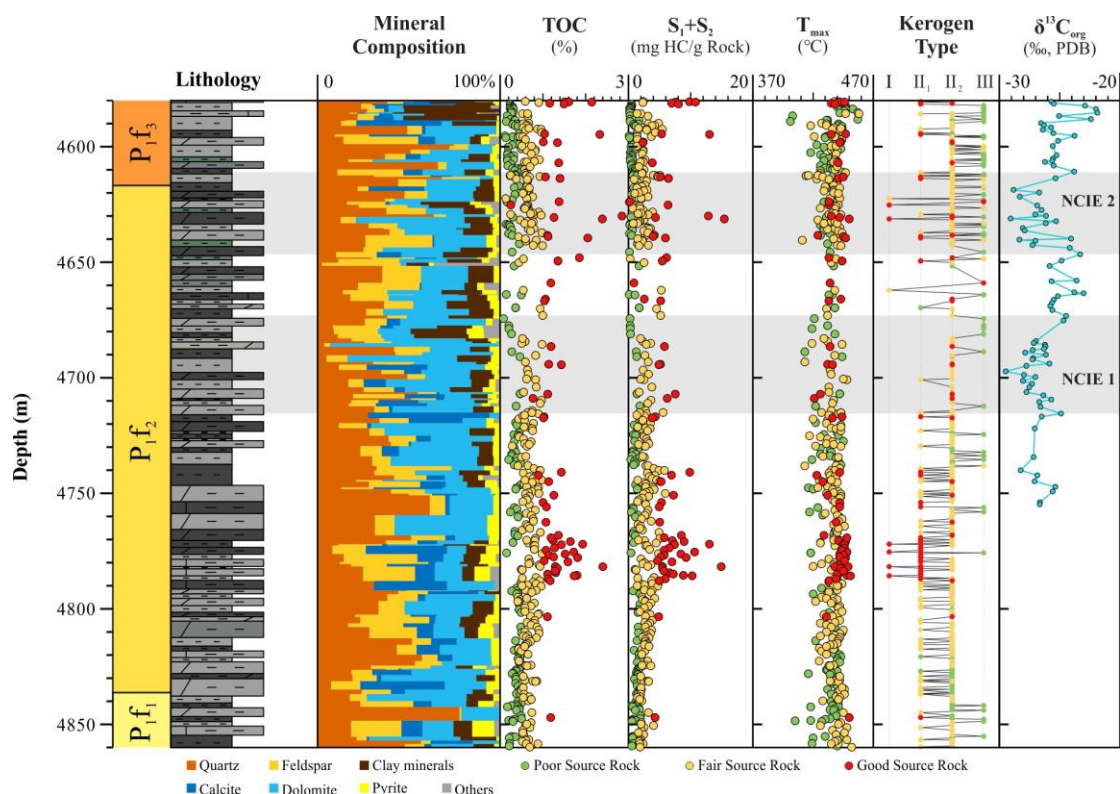 Mineral Composition
TOC (%)
S₁+S₂ (mg HC/g Rock)
Tmax (℃)
Kerogen Type
δ¹³Corg (‰, PDB)
Lithology
0 100%
0 3
0 20
370 470
I II₁ II₂ III
-30 -20
Depth (m)
P₁f₃
P₁f₂
P₁f₁
4600
4650
4700
4750
4800
4850
NCIE 2
NCIE 1
Quartz Feldspar Clay minerals Poor Source Rock Fair Source Rock Good Source Rock
Calcite Dolomite Pyrite Others